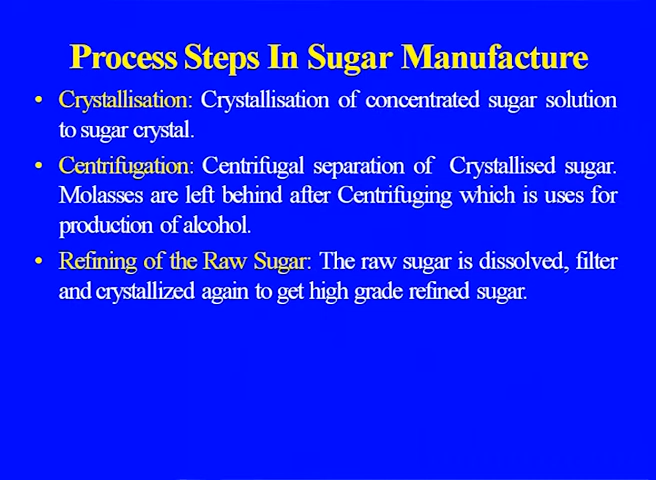 Process Steps In Sugar Manufacture
• Crystallisation: Crystallisation of concentrated sugar solution
to sugar crystal.
• Centrifugation: Centrifugal separation of Crystallised sugar.
Molasses are left behind after Centrifuging which is uses for
production of alcohol.
• Refining of the Raw Sugar: The raw sugar is dissolved, filter
and crystallized again to get high grade refined sugar.